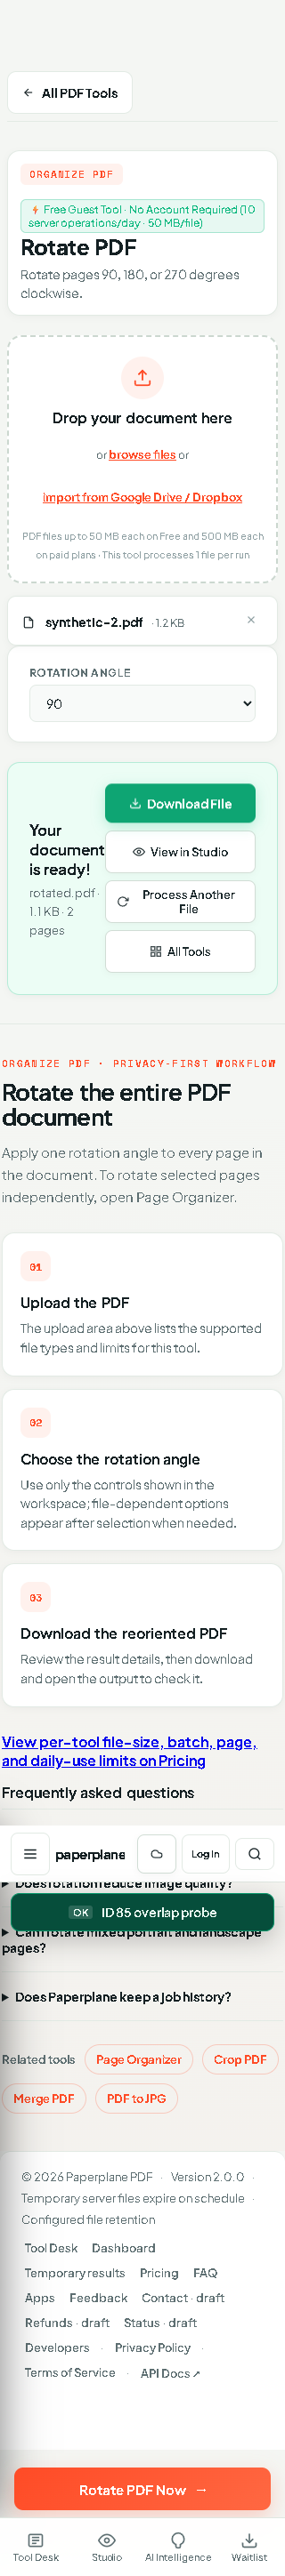 All PDF Tools
ORGANIZE PDF
Free Guest Tool · No Account Required (10
server operations/day · 50 MB/file)
Rotate PDF
Rotate pages 90, 180, or 270 degrees
clockwise.
Drop your document here
or browse files or
Import from Google Drive / Dropbox
PDF files up to 50 MB each on Free and 500 MB each
on paid plans · This tool processes 1 file per run
synthetic-2.pdf · 1.2 KB ×
ROTATION ANGLE
90
Your
document
is ready!
rotated.pdf ·
1.1 KB · 2
pages
Download File
View in Studio
Process Another
File
All Tools
ORGANIZE PDF · PRIVACY-FIRST WORKFLOW
Rotate the entire PDF
document
Apply one rotation angle to every page in
the document. To rotate selected pages
independently, open Page Organizer.
01
Upload the PDF
The upload area above lists the supported
file types and limits for this tool.
02
Choose the rotation angle
Use only the controls shown in the
workspace; file-dependent options
appear after selection when needed.
03
Download the reoriented PDF
Review the result details, then download
and open the output to check it.
View per-tool file-size, batch, page,
and daily-use limits on Pricing
Frequently asked questions
paperplane Log In
Does rotation reduce image quality?
OK ID 85 overlap probe
Can I rotate mixed portrait and landscape
pages?
Does Paperplane keep a job history?
Related tools Page Organizer Crop PDF
Merge PDF PDF to JPG
© 2026 Paperplane PDF · Version 2.0.0 ·
Temporary server files expire on schedule ·
Configured file retention
Tool Desk Dashboard
Temporary results Pricing FAQ
Apps Feedback Contact · draft
Refunds · draft Status · draft
Developers · Privacy Policy ·
Terms of Service · API Docs ↗
Rotate PDF Now →
Tool Desk Studio AI Intelligence Waitlist